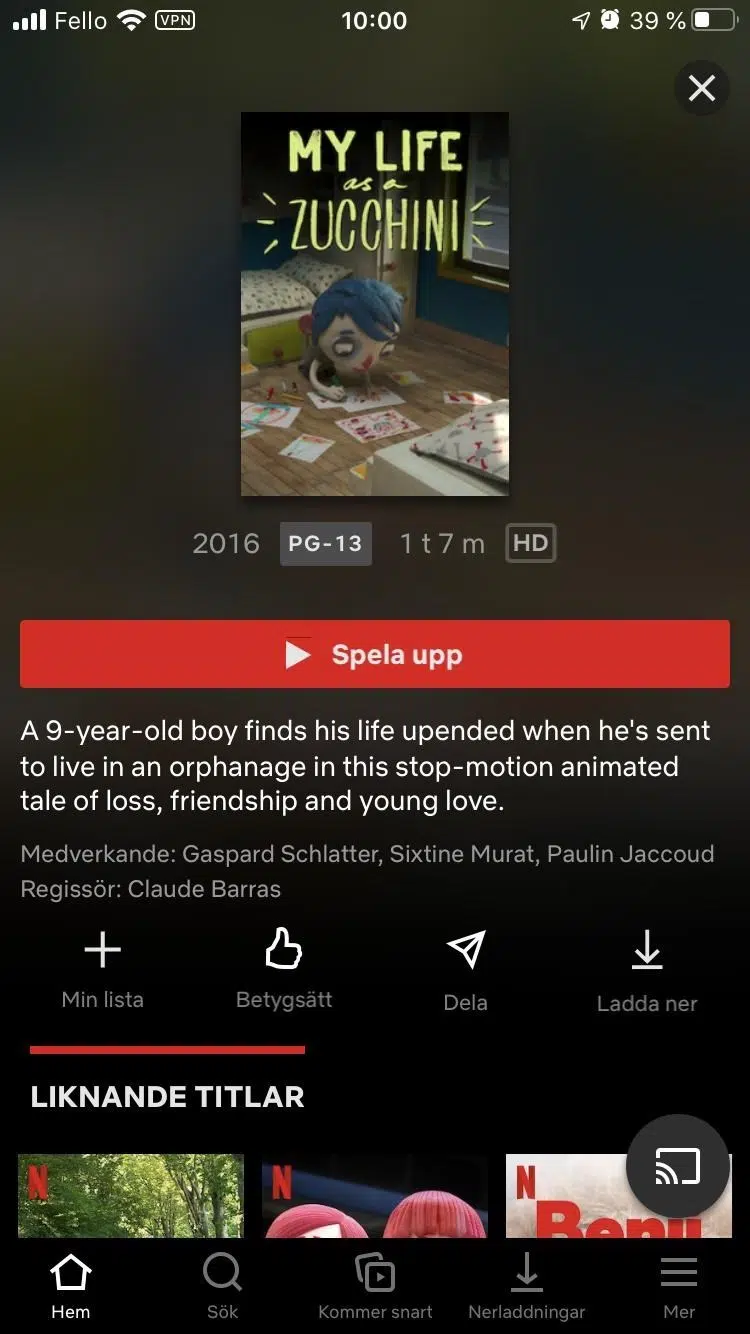 Fello VPN 10:00 39 %
MY LIFE
as a
ZUCCHINI
2016 PG-13 1 t 7 m HD
Spela upp
A 9-year-old boy finds his life upended when he's sent
to live in an orphanage in this stop-motion animated
tale of loss, friendship and young love.
Medverkande: Gaspard Schlatter, Sixtine Murat, Paulin Jaccoud
Regissör: Claude Barras
Min lista Betygsätt Dela Ladda ner
LIKNANDE TITLAR
N N N
Hem Sök Kommer snart Nerladdningar Mer